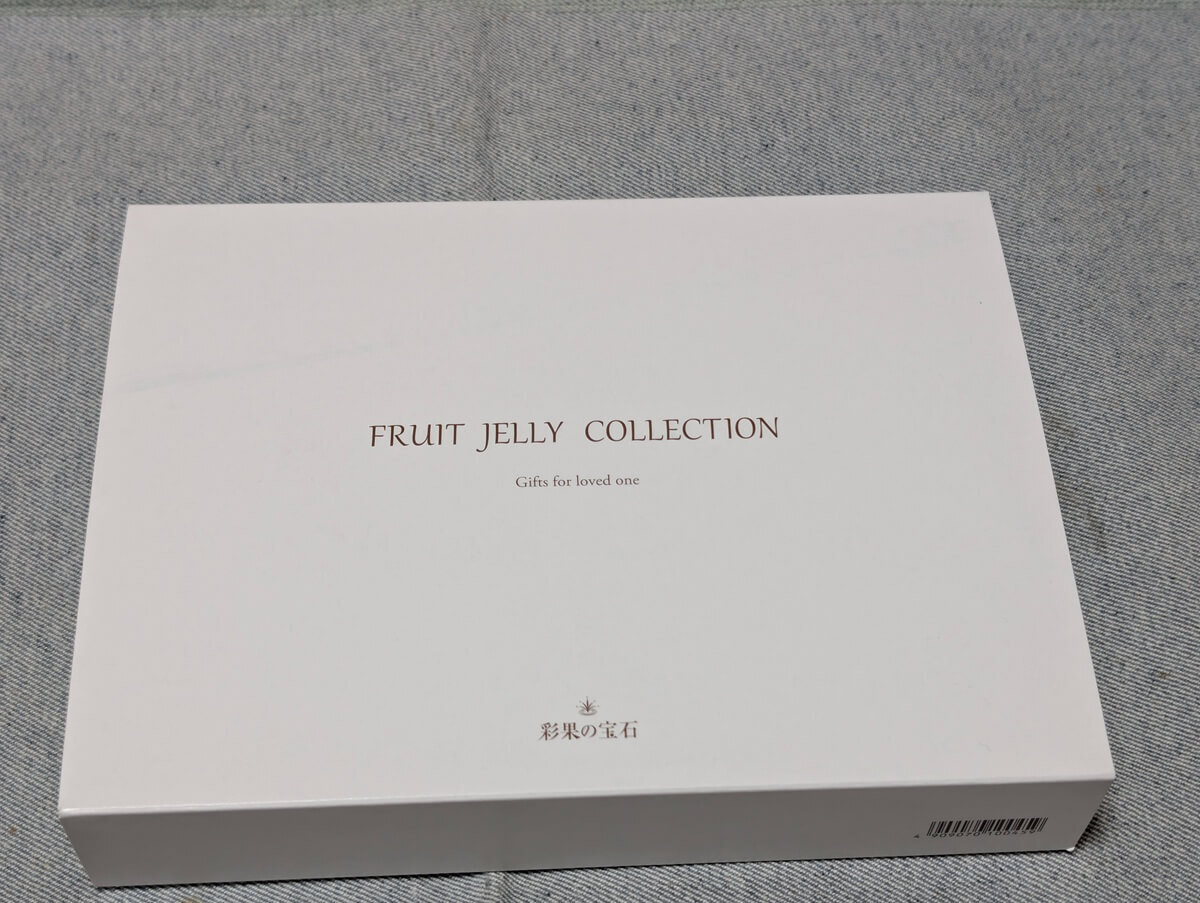 FRUIT JELLY COLLECTION
Gifts for loved one
彩果の宝石